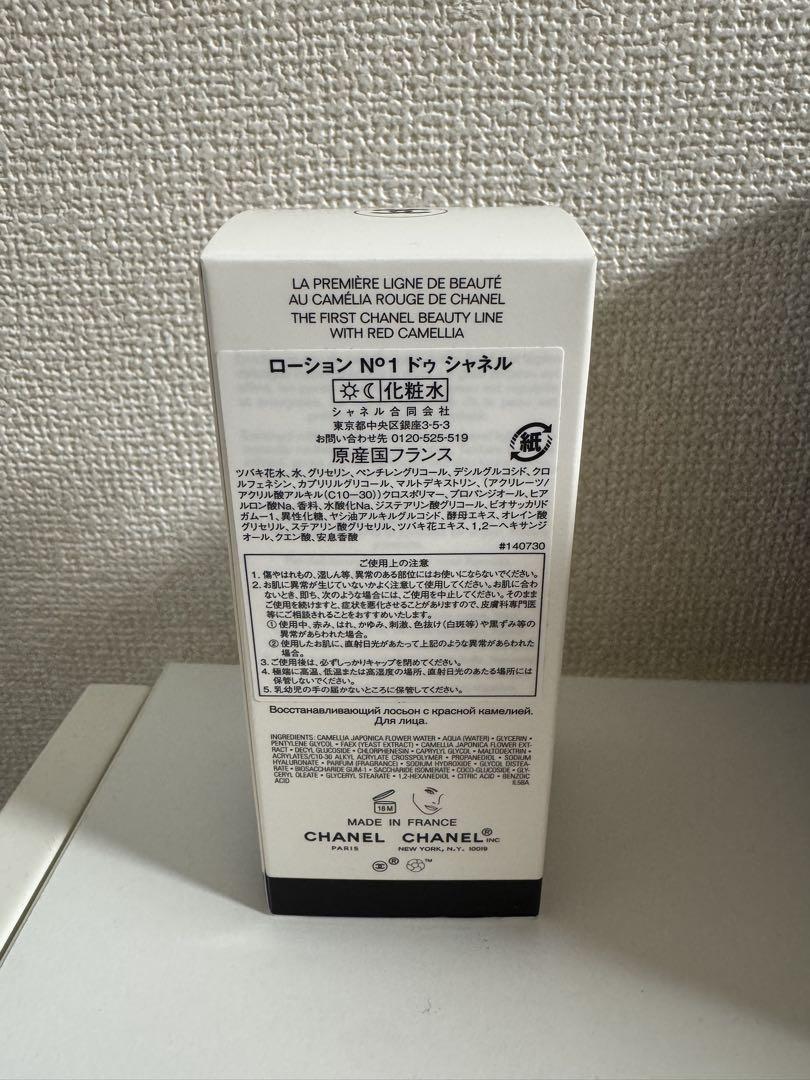 LA PREMIÈRE LIGNE DE BEAUTÉ
AU CAMÉLIA ROUGE DE CHANEL
THE FIRST CHANEL BEAUTY LINE
WITH RED CAMELLIA
ローション Nº1 ドゥ シャネル
化粧水
シャネル合同会社
東京都中央区銀座3-5-3
お問い合わせ先 0120-525-519
原産国フランス
紙
ツバキ花水、水、グリセリン、ペンチレングリコール、デシルグルコシド、クロ
ルフェネシン、カプリリルグリコール、マルトデキストリン、(アクリレーツ/
アクリル酸アルキル(C10-30))クロスポリマー、プロパンジオール、ヒア
ルロン酸Na、香料、水酸化Na、ジステアリン酸グリコール、ビオサッカリド
ガムー1、異性化糖、ヤシ油アルキルグルコシド、酵母エキス、オレイン酸
グリセリル、ステアリン酸グリセリル、ツバキ花エキス、1,2-ヘキサンジ
オール、クエン酸、安息香酸
#140730
ご使用上の注意
1. 傷やはれもの、湿しん等、異常のある部位にはお使いにならないでください。
2. お肌に異常が生じていないかよく注意して使用してください。お肌に合わ
ないとき、即ち、次のような場合には、ご使用を中止してください。そのまま
ご使用を続けますと、症状を悪化させることがありますので、皮膚科専門医
等にご相談されることをおすすめいたします。
① 使用中、赤み、はれ、かゆみ、刺激、色抜け(白斑等)や黒ずみ等の
異常があらわれた場合。
② 使用したお肌に、直射日光があたって上記のような異常があらわれた
場合。
3. ご使用後は、必ずしっかりキャップを閉めてください。
4. 極端に高温、低温または高湿度の場所、直射日光のあたる場所には
保管しないでください。
5. 乳幼児の手の届かないところに保管してください。
Восстанавливающий лосьон с красной камелией.
Для лица.
INGREDIENTS: CAMELLIA JAPONICA FLOWER WATER • AQUA (WATER) • GLYCERIN •
PENTYLENE GLYCOL • FAEX (YEAST EXTRACT) • CAMELLIA JAPONICA FLOWER EXT-
RACT • DECYL GLUCOSIDE • CHLORPHENESIN • CAPRYLYL GLYCOL • MALTODEXTRIN •
ACRYLATES/C10-30 ALKYL ACRYLATE CROSSPOLYMER • PROPANEDIOL • SODIUM
HYALURONATE • PARFUM (FRAGRANCE) • SODIUM HYDROXIDE • GLYCOL DISTEA-
RATE • BIOSACCHARIDE GUM-1 • SACCHARIDE ISOMERATE • COCO-GLUCOSIDE • GLY-
CERYL OLEATE • GLYCERYL STEARATE • 1,2-HEXANEDIOL • CITRIC ACID • BENZOIC
ACID
18 M
MADE IN FRANCE
CHANEL CHANEL® INC
PARIS NEW YORK, N.Y. 10019
® ™